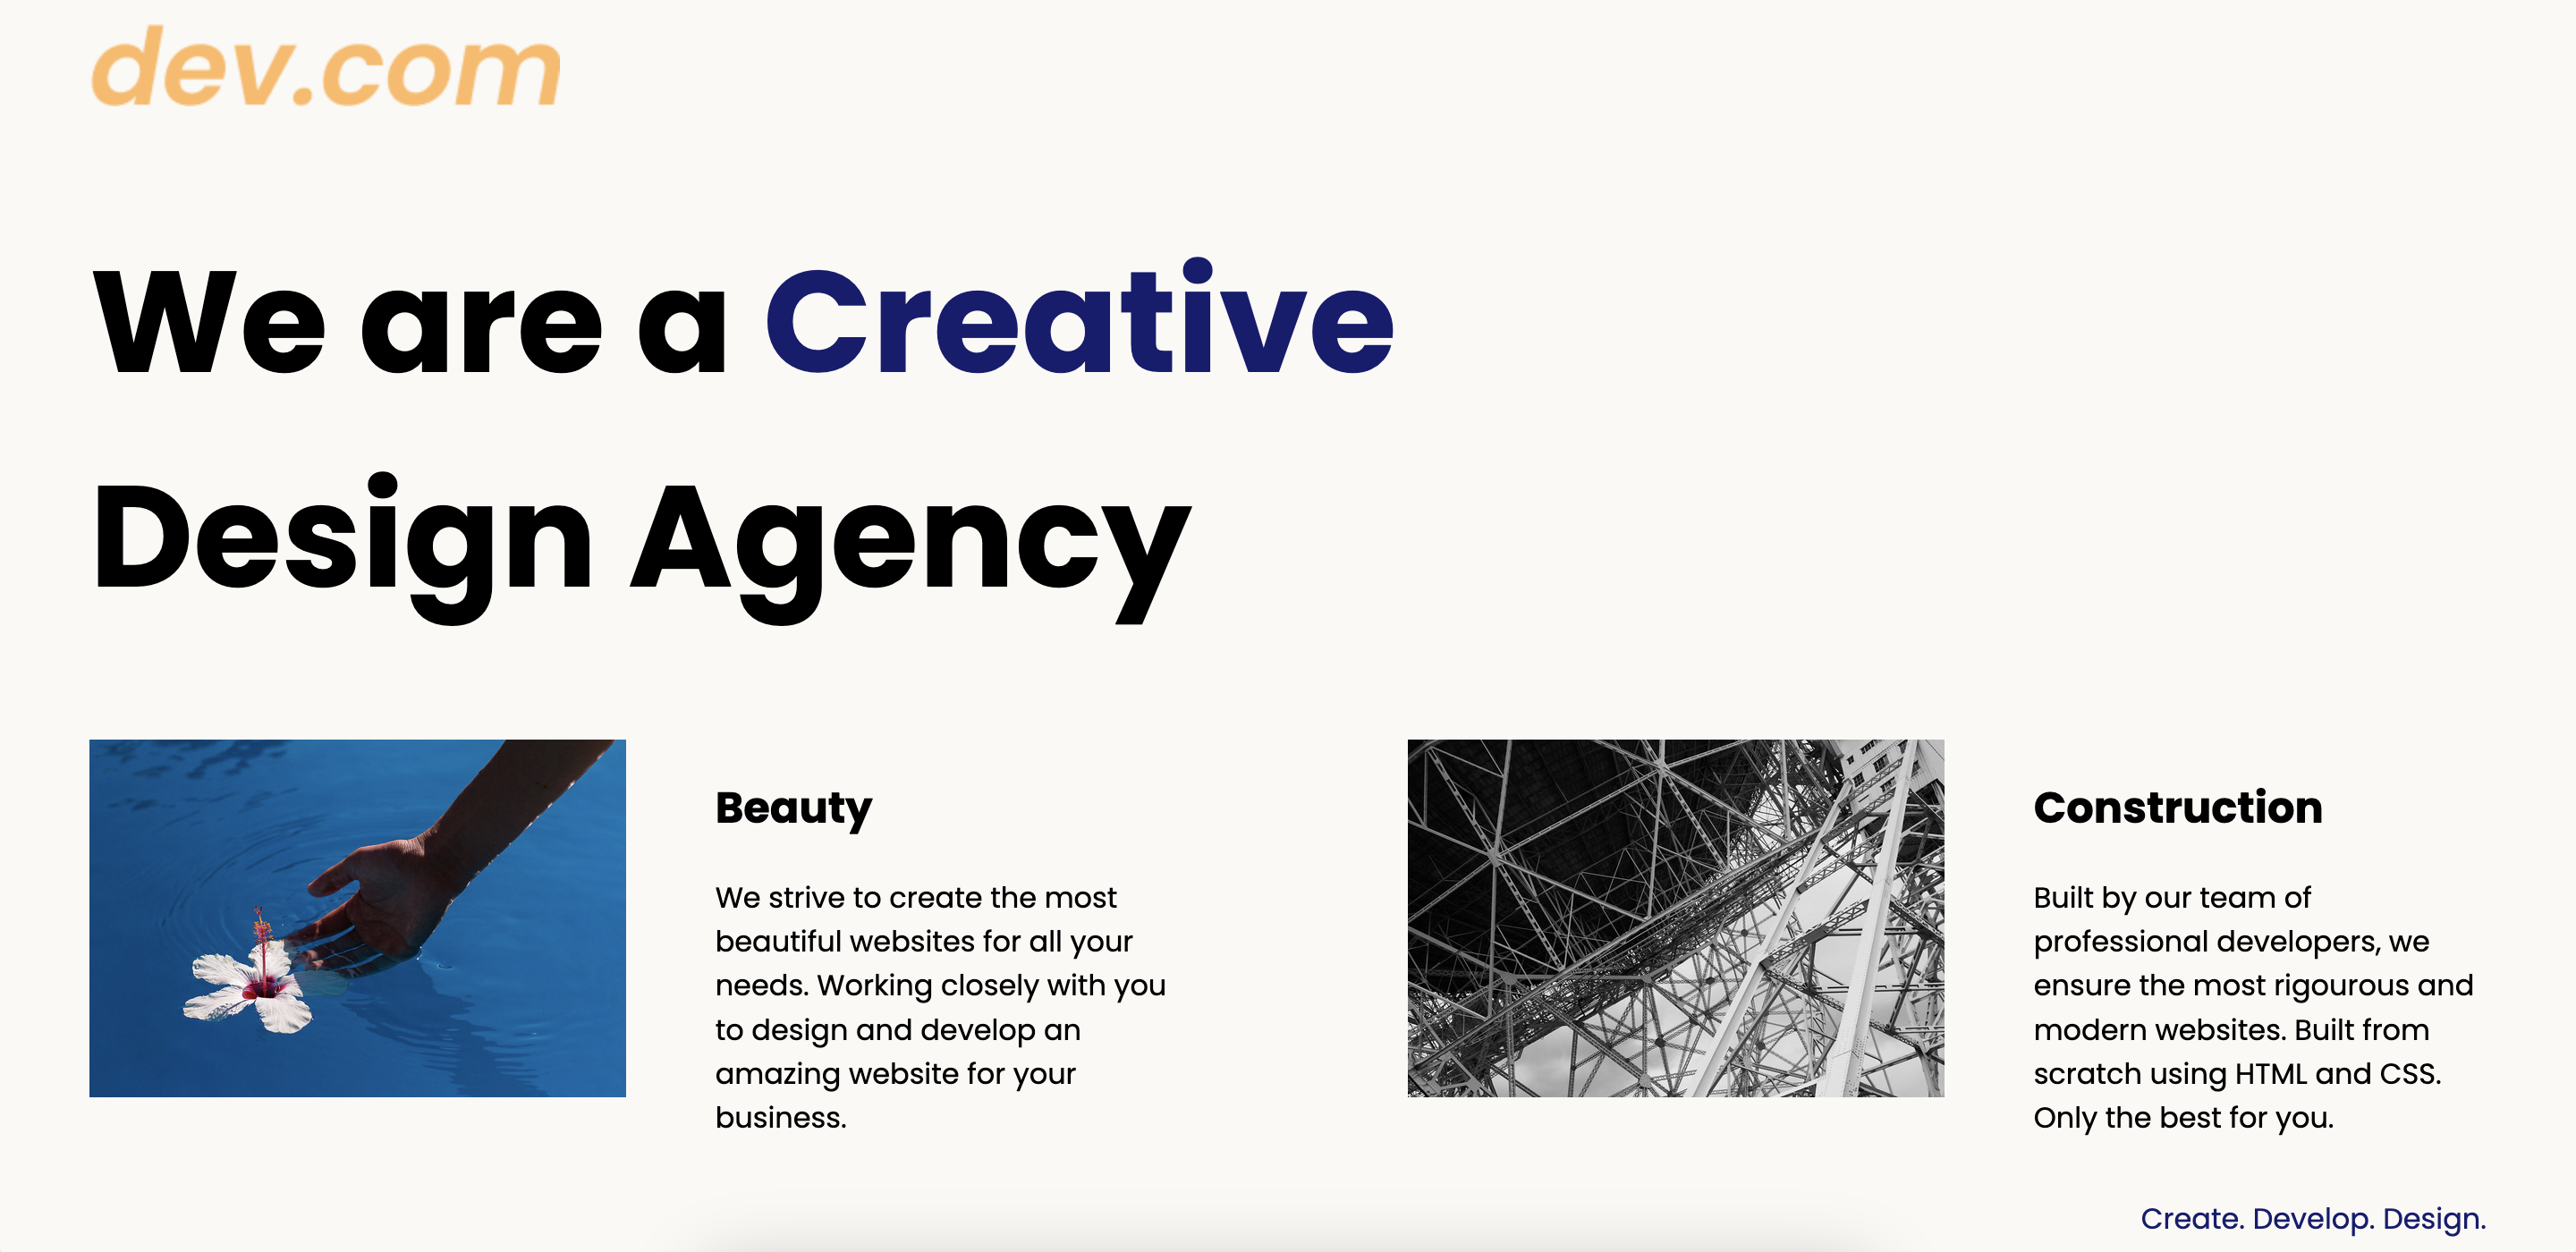 dev.com
We are a Creative
Design Agency
Beauty
We strive to create the most
beautiful websites for all your
needs. Working closely with you
to design and develop an
amazing website for your
business.
Construction
Built by our team of
professional developers, we
ensure the most rigourous and
modern websites. Built from
scratch using HTML and CSS.
Only the best for you.
Create. Develop. Design.